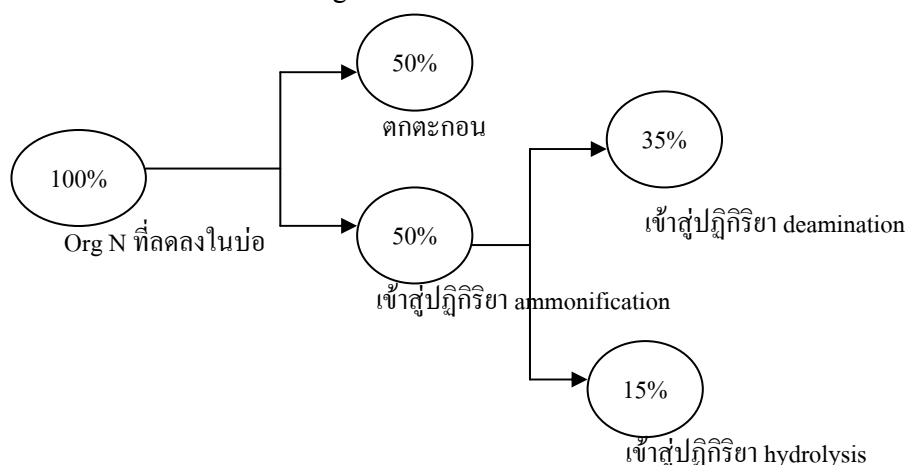 50%
ตกตะกอน
35%
100%
เข้าสู่ปฏิกิริยา deamination
Org N ที่ลดลงในบ่อ
50%
เข้าสู่ปฏิกิริยา ammonification
15%
เข้าสู่ปฏิกิริยา hydrolysis